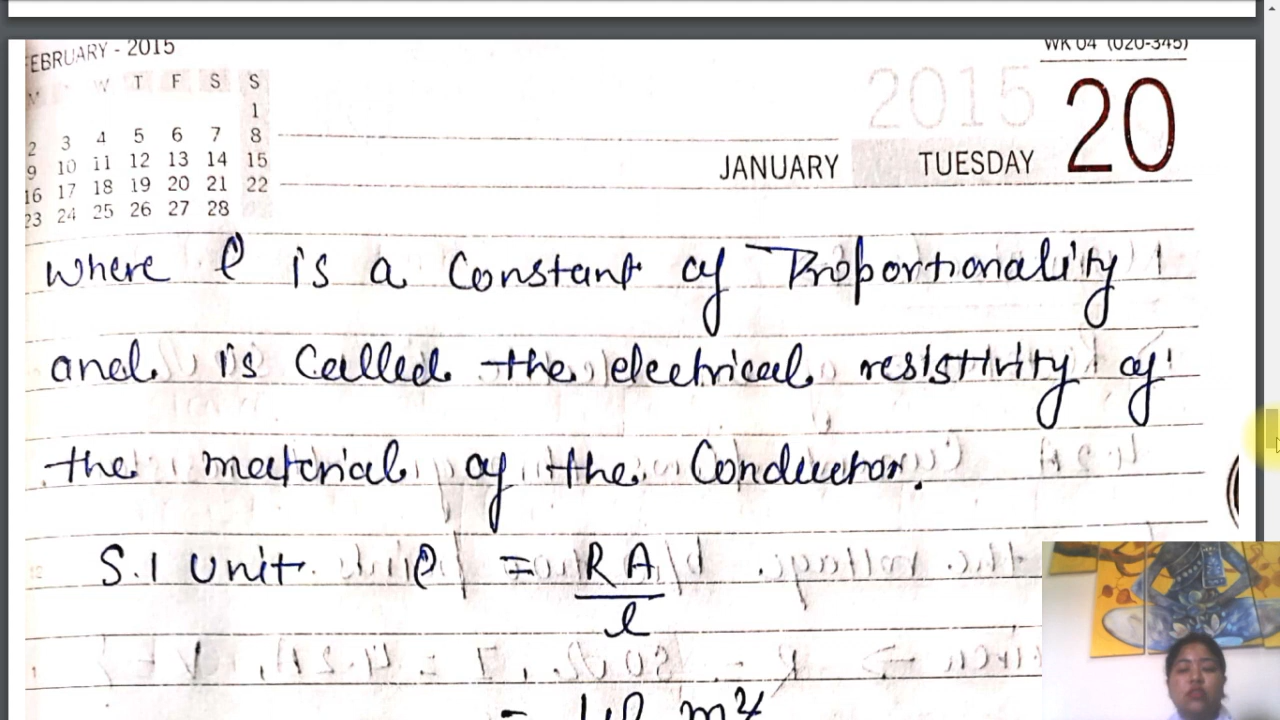 FEBRUARY - 2015
WK 04 (020-345)
W T F S S
1
2 3 4 5 6 7 8
9 10 11 12 13 14 15
16 17 18 19 20 21 22
23 24 25 26 27 28
2015
JANUARY TUESDAY 20
where ρ is a Constant of Proportionality
and is Called the electrical resistivity of
the material of the Conductor.
S.I Unit ρ = RA
l
= 1Ω m²